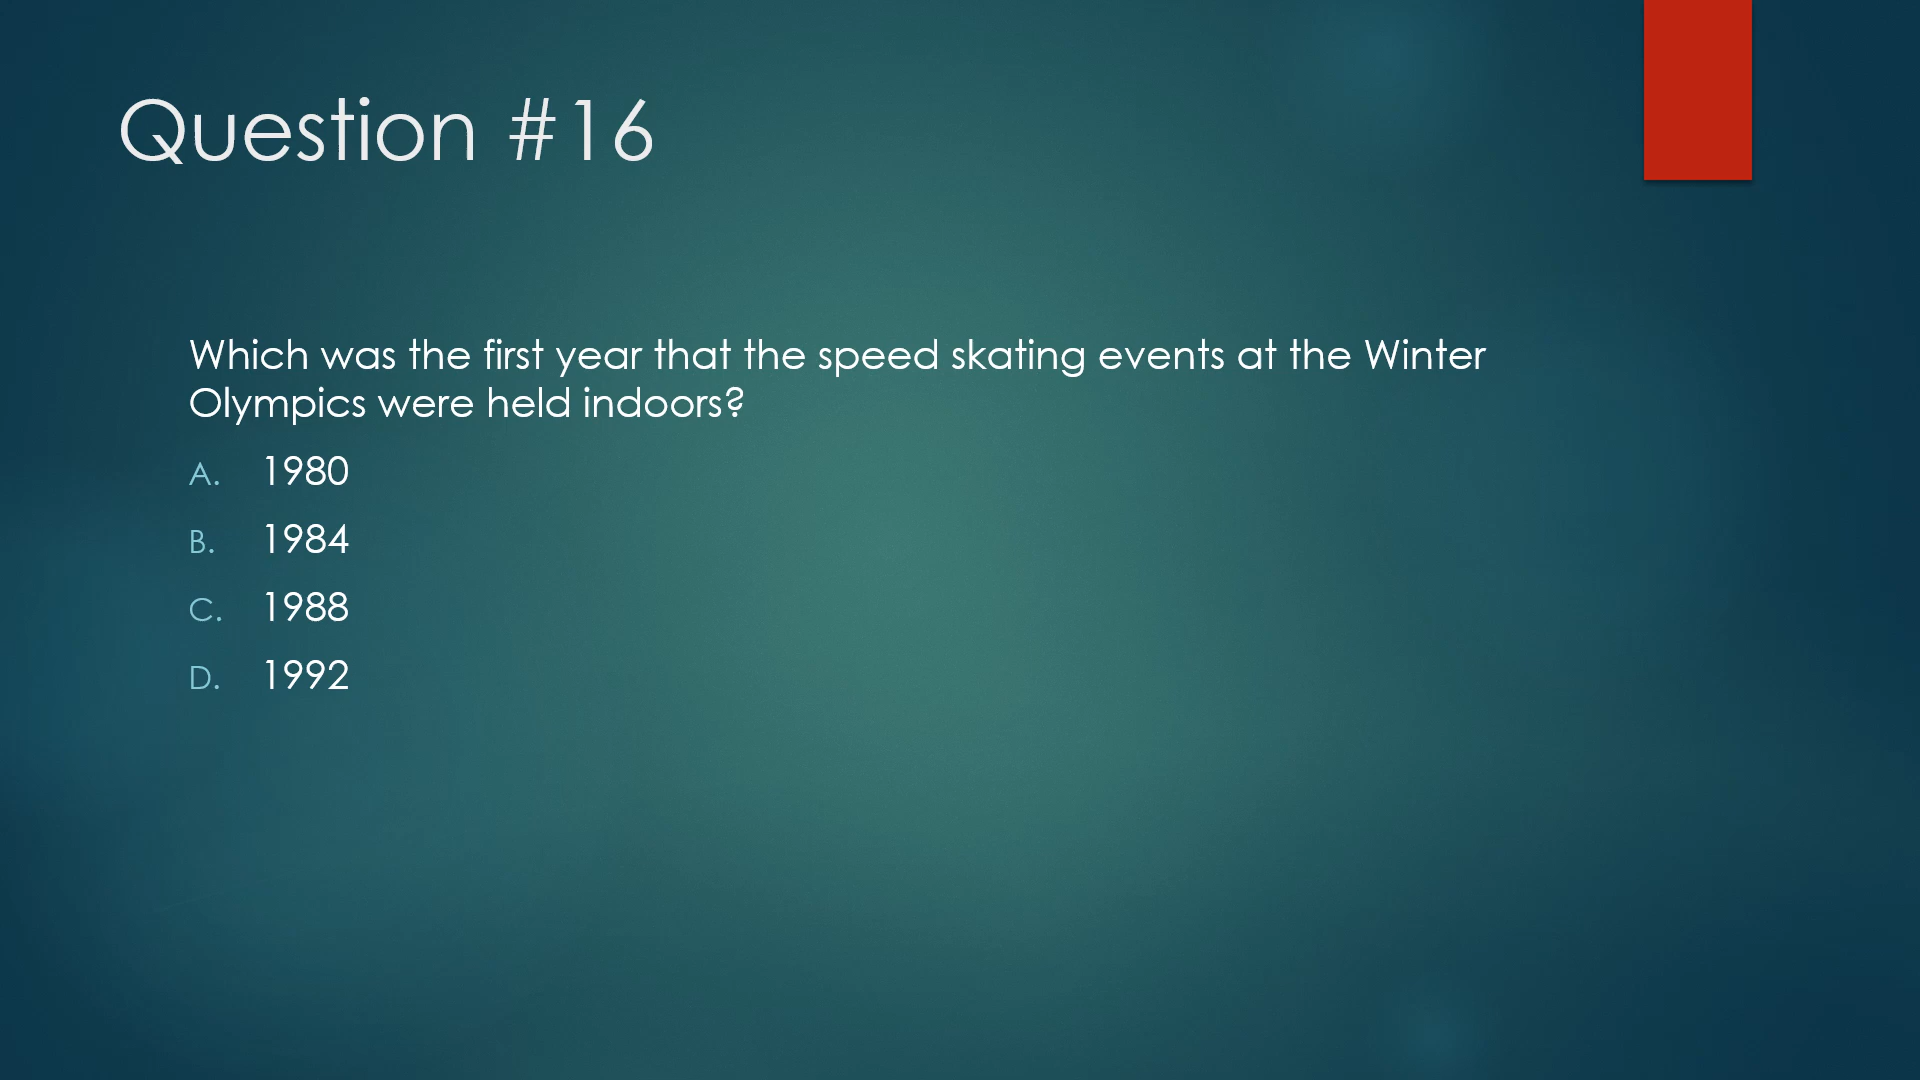 Question #16
Which was the first year that the speed skating events at the Winter
Olympics were held indoors?
A. 1980
B. 1984
C. 1988
D. 1992